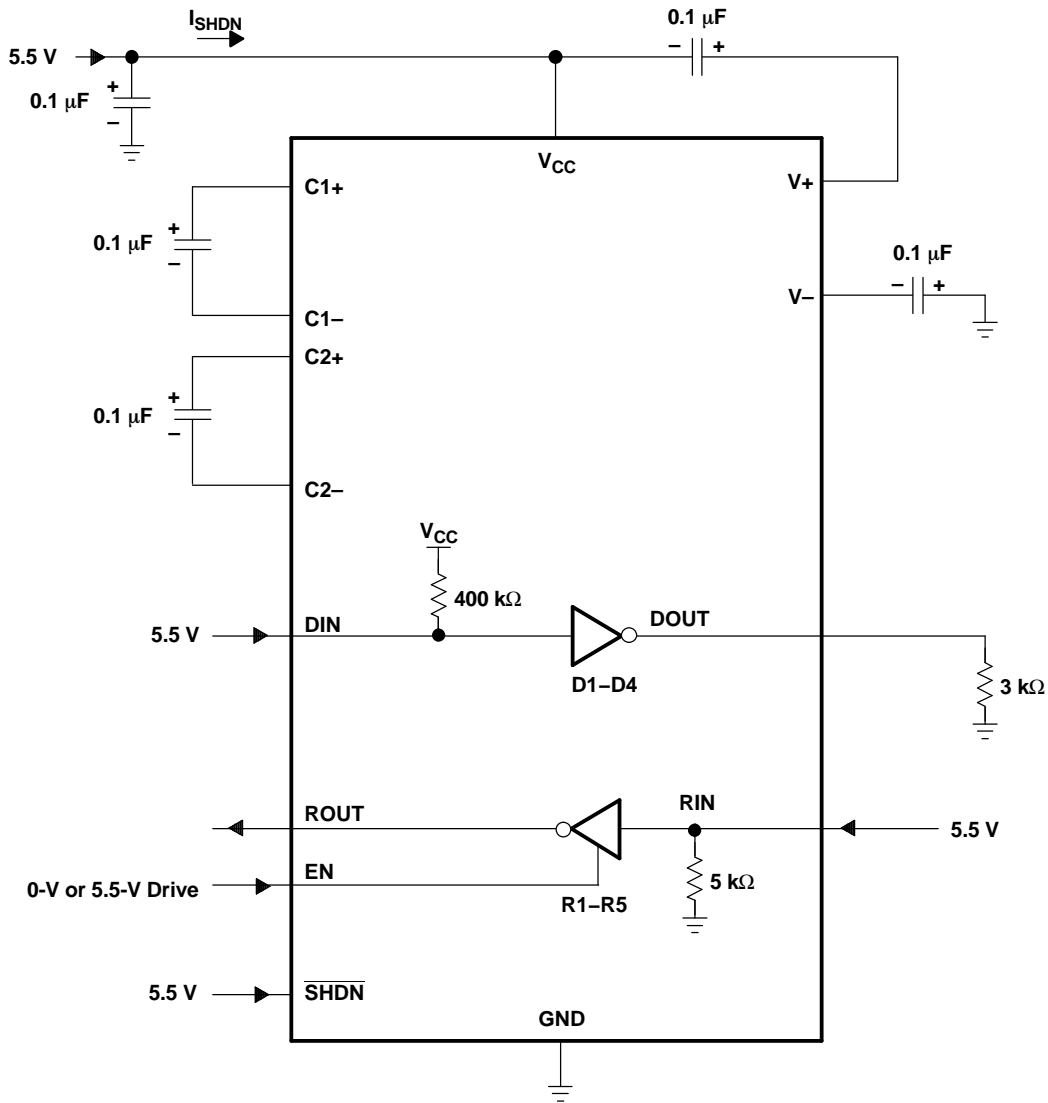 I_SHDN
0.1 µF
5.5 V
– +
+
0.1 µF
–
V_CC
V+
C1+
+
0.1 µF
–
C1–
0.1 µF
V–
– +
C2+
+
0.1 µF
–
C2–
V_CC
400 kΩ
5.5 V
DIN
DOUT
D1–D4
3 kΩ
ROUT
RIN
5.5 V
0-V or 5.5-V Drive
EN
R1–R5
5 kΩ
5.5 V
S̅H̅D̅N̅
GND